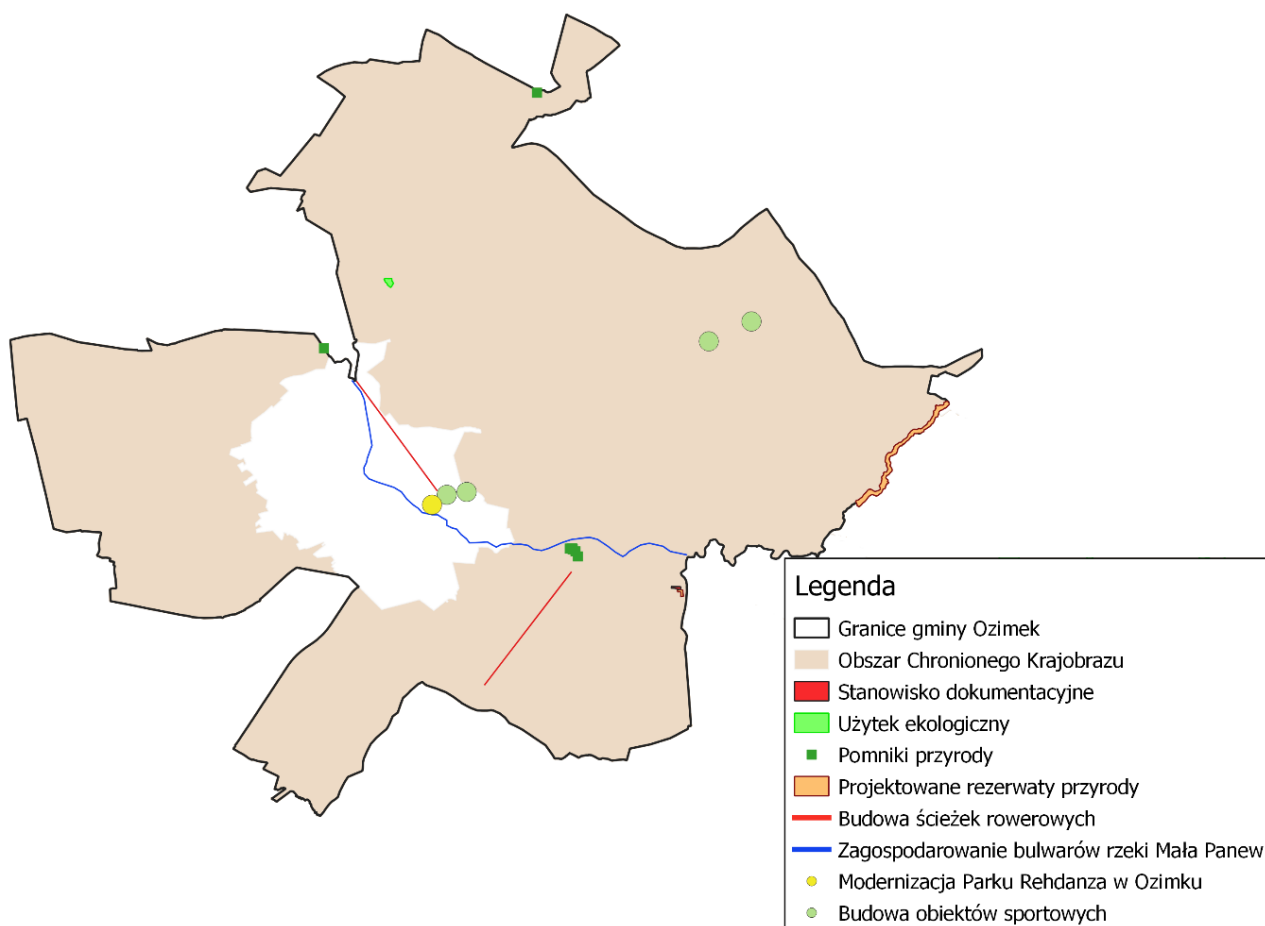 Legenda
Granice gminy Ozimek
Obszar Chronionego Krajobrazu
Stanowisko dokumentacyjne
Użytek ekologiczny
Pomniki przyrody
Projektowane rezerwaty przyrody
Budowa ścieżek rowerowych
Zagospodarowanie bulwarów rzeki Mała Panew
Modernizacja Parku Rehdanza w Ozimku
Budowa obiektów sportowych